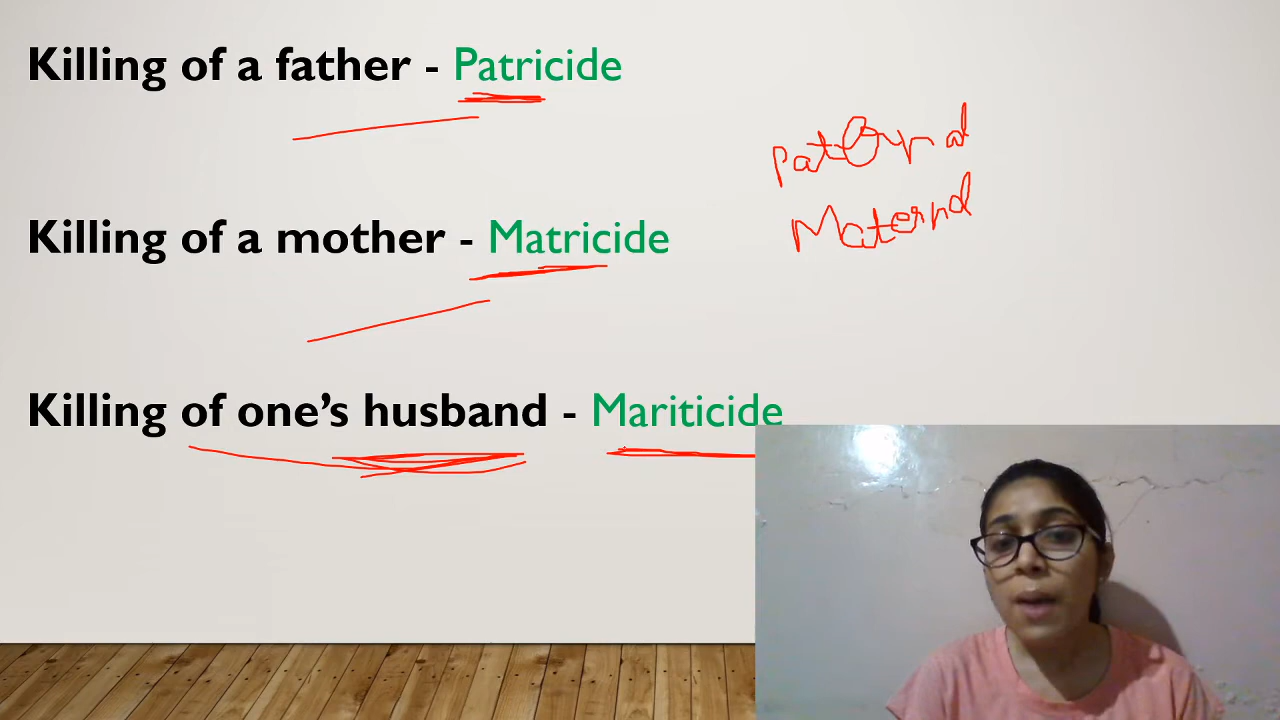 Killing of a father - Patricide
paternal
Maternal
Killing of a mother - Matricide
Killing of one's husband - Mariticide